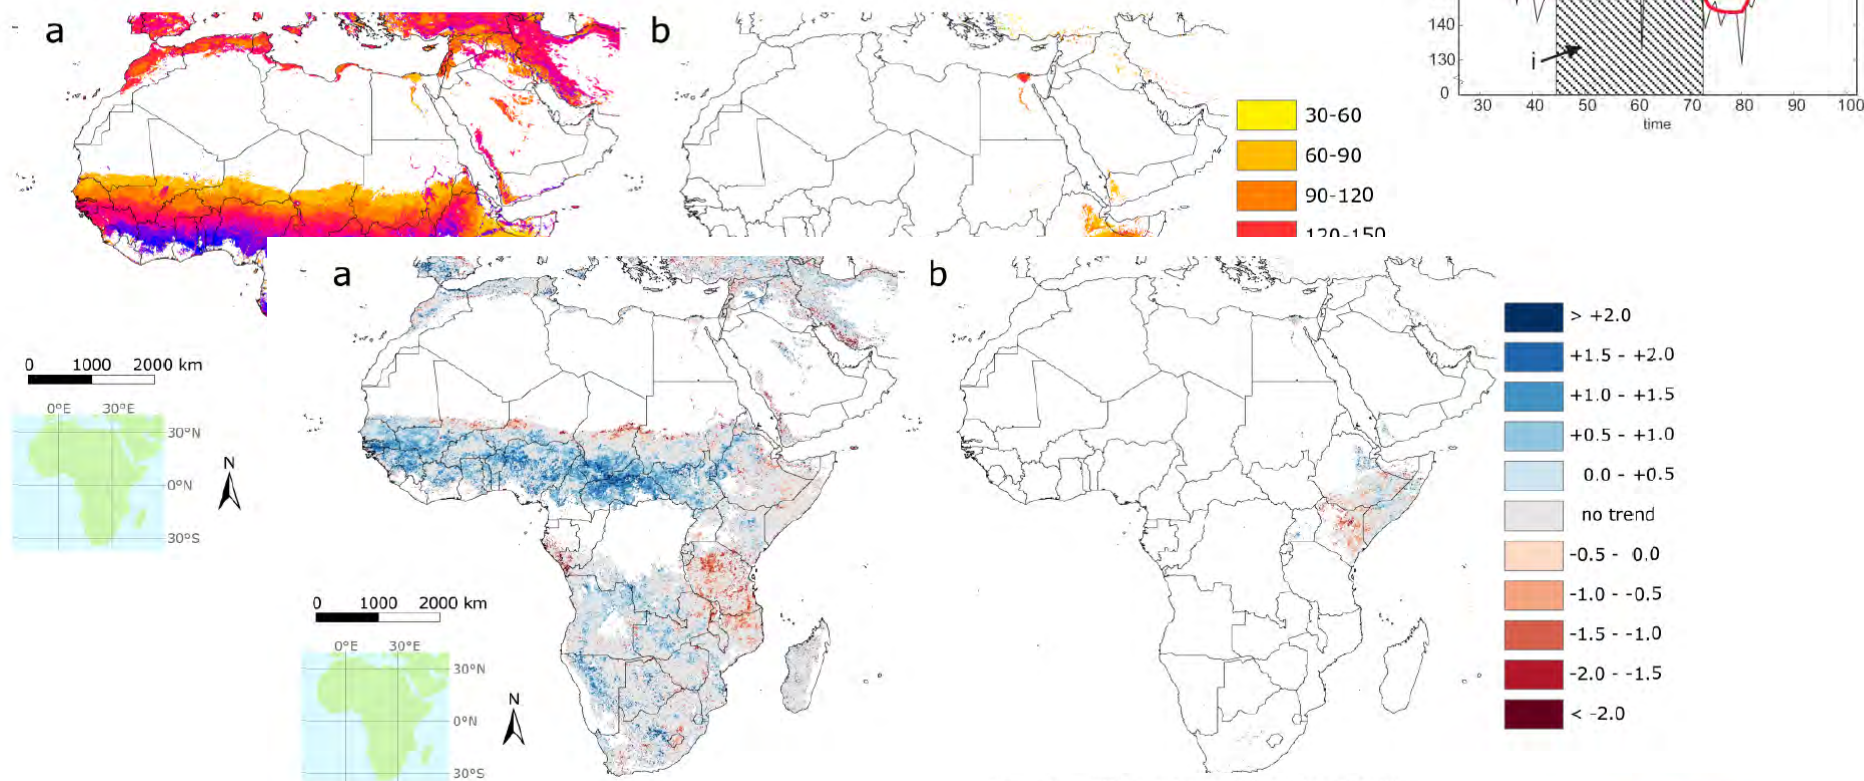 a
b
140
i
130
0
30
40
50
60
70
80
90
100
time
30-60
60-90
90-120
120-150
a
b
> +2.0
+1.5 - +2.0
+1.0 - +1.5
+0.5 - +1.0
0.0 - +0.5
no trend
-0.5 - 0.0
-1.0 - -0.5
-1.5 - -1.0
-2.0 - -1.5
< -2.0
0 1000 2000 km
0°E 30°E
30°N
0°N
30°S
N
0 1000 2000 km
0°E 30°E
30°N
0°N
30°S
N